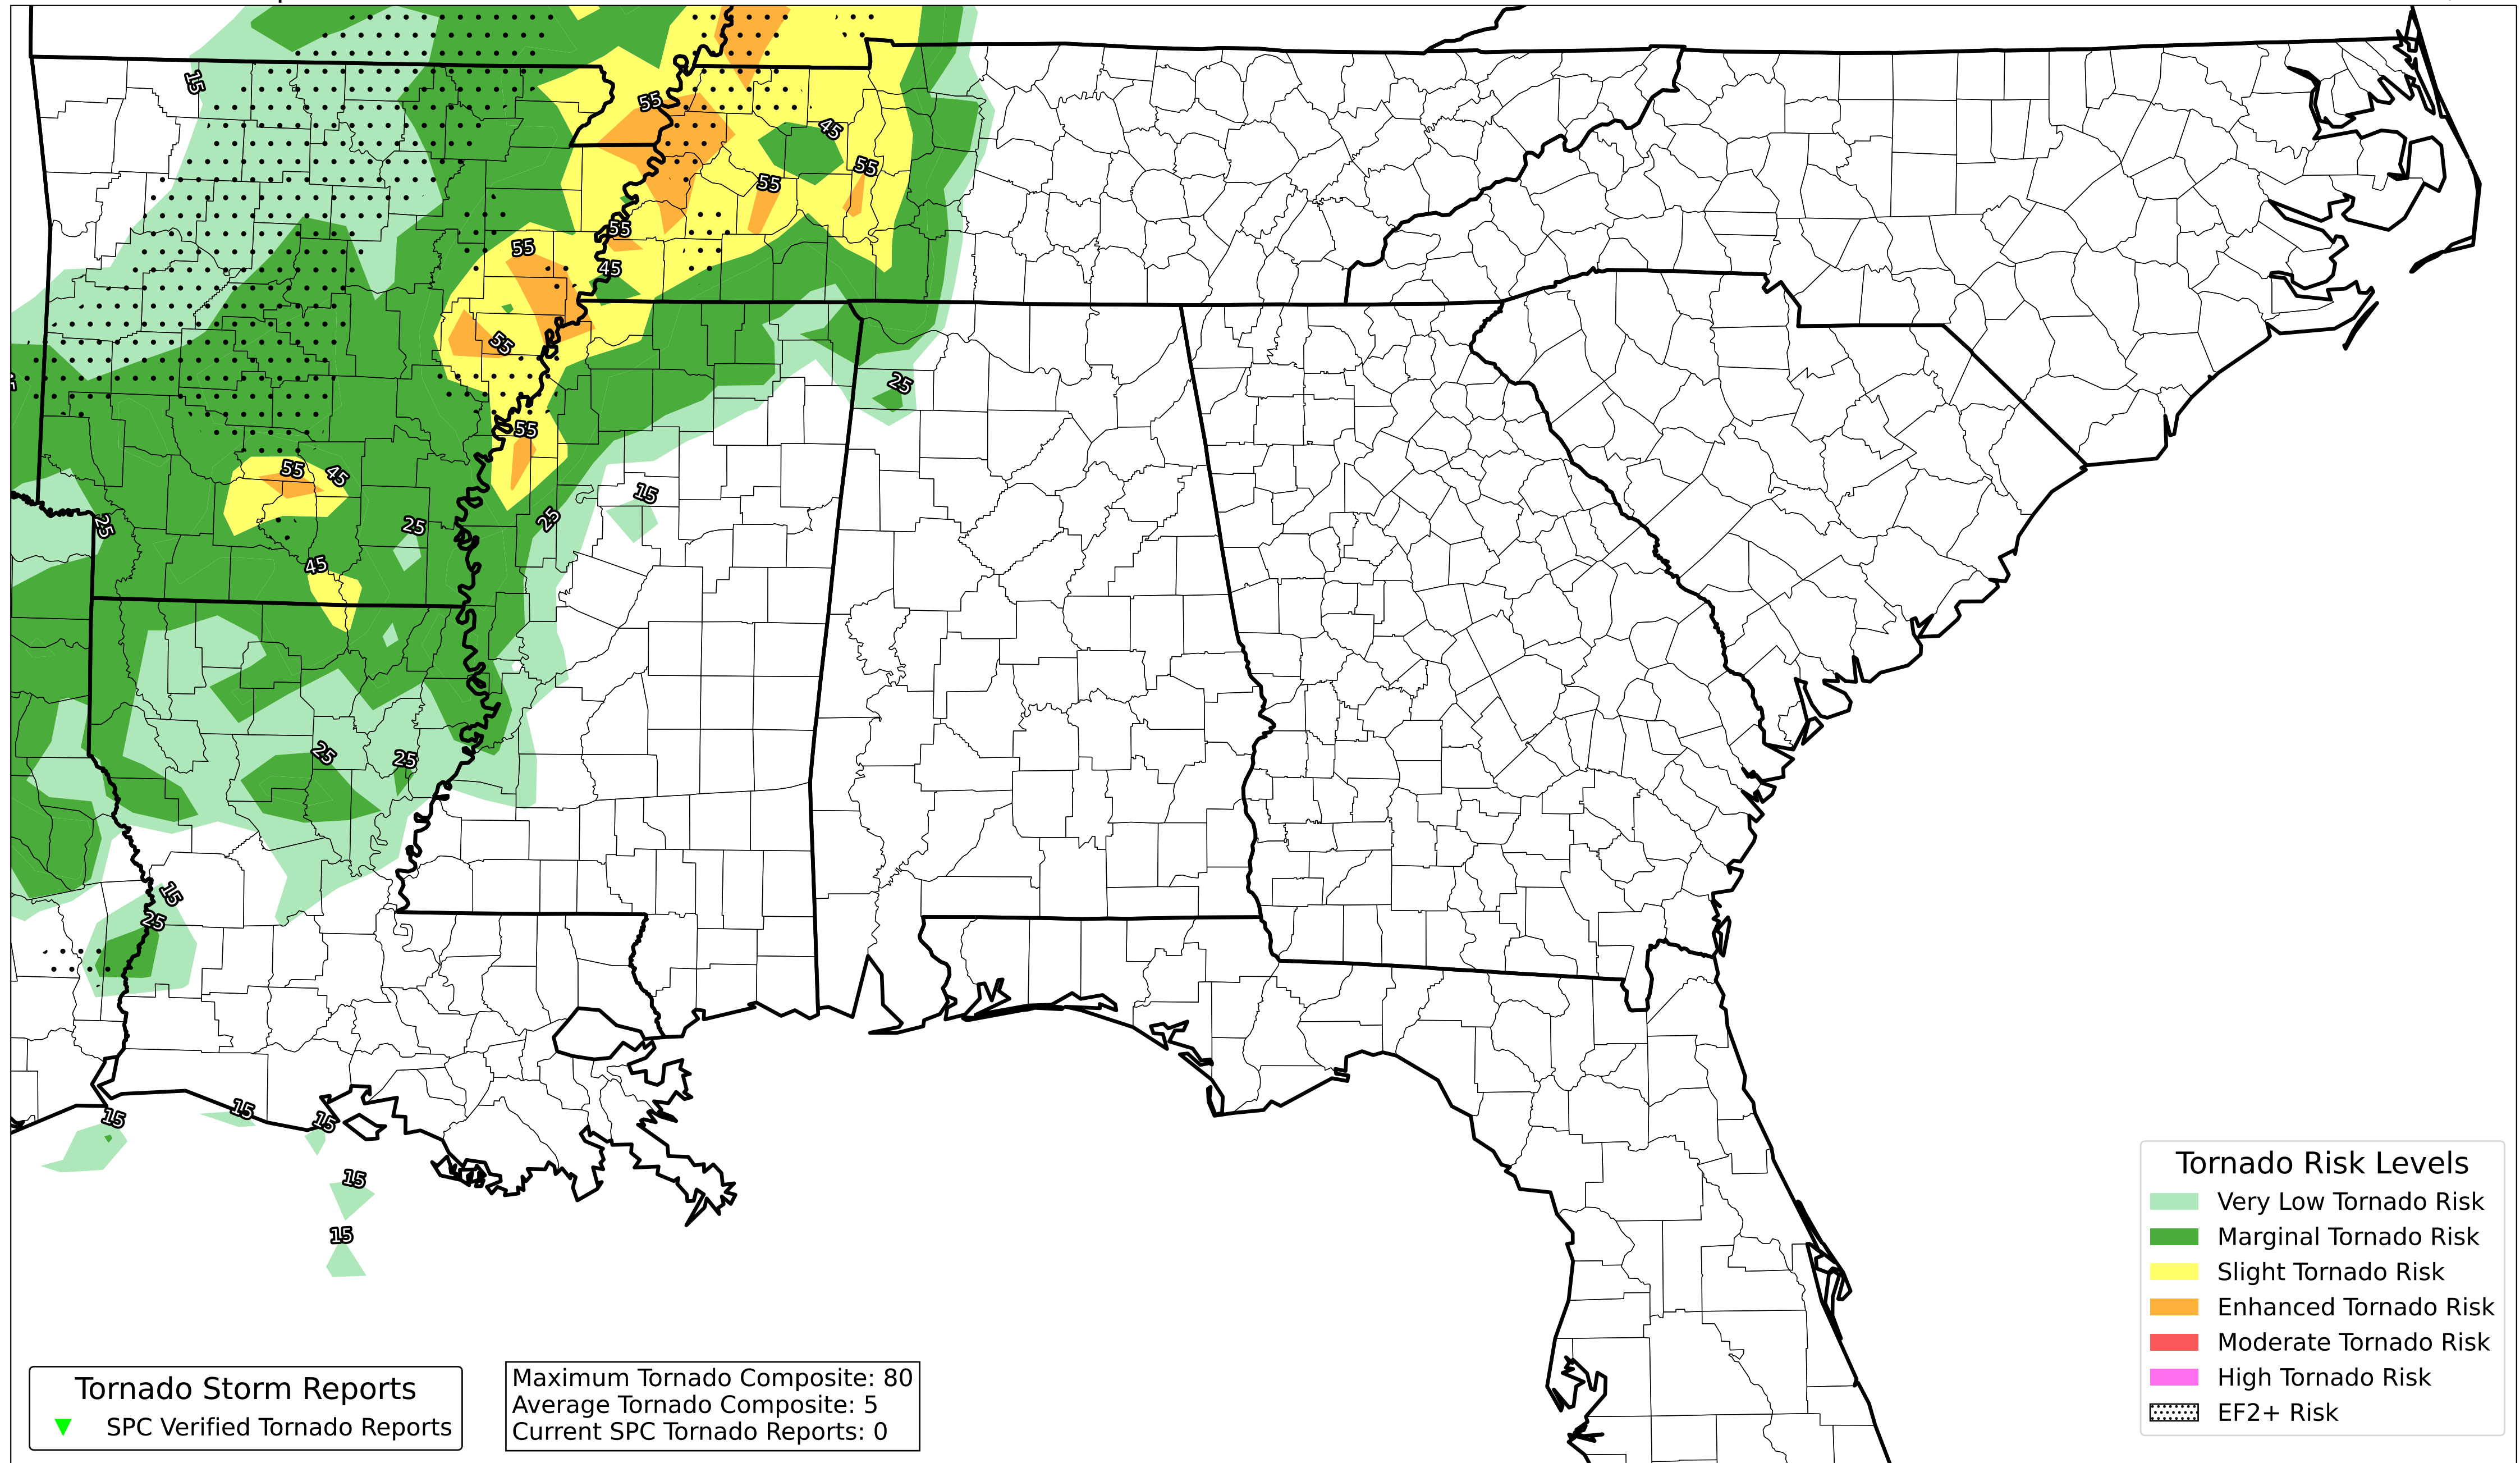 15
55
45
55
55
55
55
45
55
25
55
55
45
15
25
25
25
45
25
25
15
25
15
15
15
15
15
Tornado Risk Levels
Very Low Tornado Risk
Marginal Tornado Risk
Slight Tornado Risk
Enhanced Tornado Risk
Moderate Tornado Risk
High Tornado Risk
EF2+ Risk
Tornado Storm Reports
SPC Verified Tornado Reports
Maximum Tornado Composite: 80
Average Tornado Composite: 5
Current SPC Tornado Reports: 0